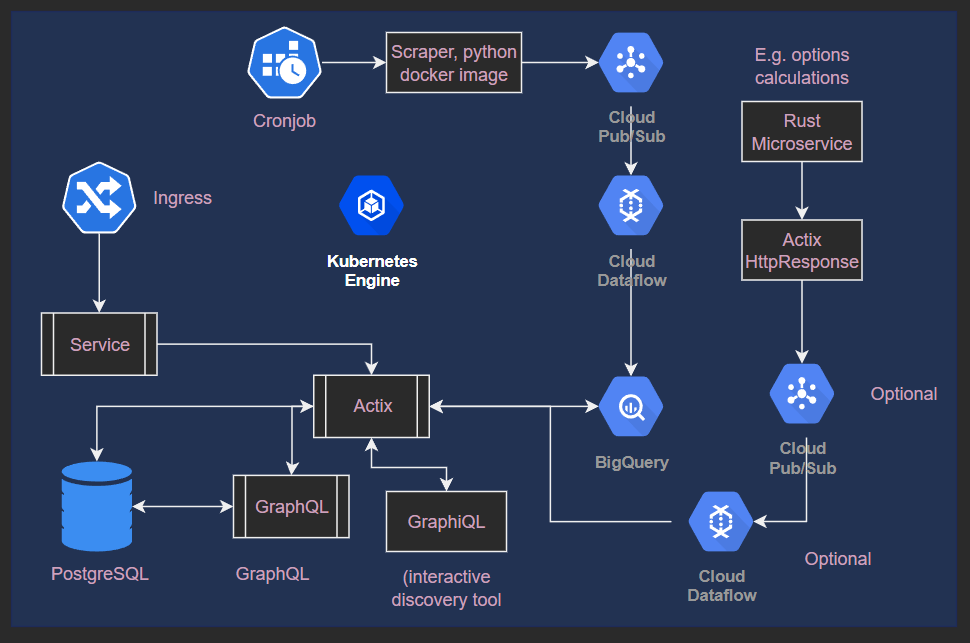 Cronjob
Scraper, python
docker image
Cloud
Pub/Sub
E.g. options
calculations
Rust
Microservice
Ingress
Kubernetes
Engine
Cloud
Dataflow
Actix
HttpResponse
Service
Actix
BigQuery
Optional
Cloud
Pub/Sub
PostgreSQL
GraphQL
GraphQL
GraphiQL
(interactive
discovery tool
Cloud
Dataflow
Optional